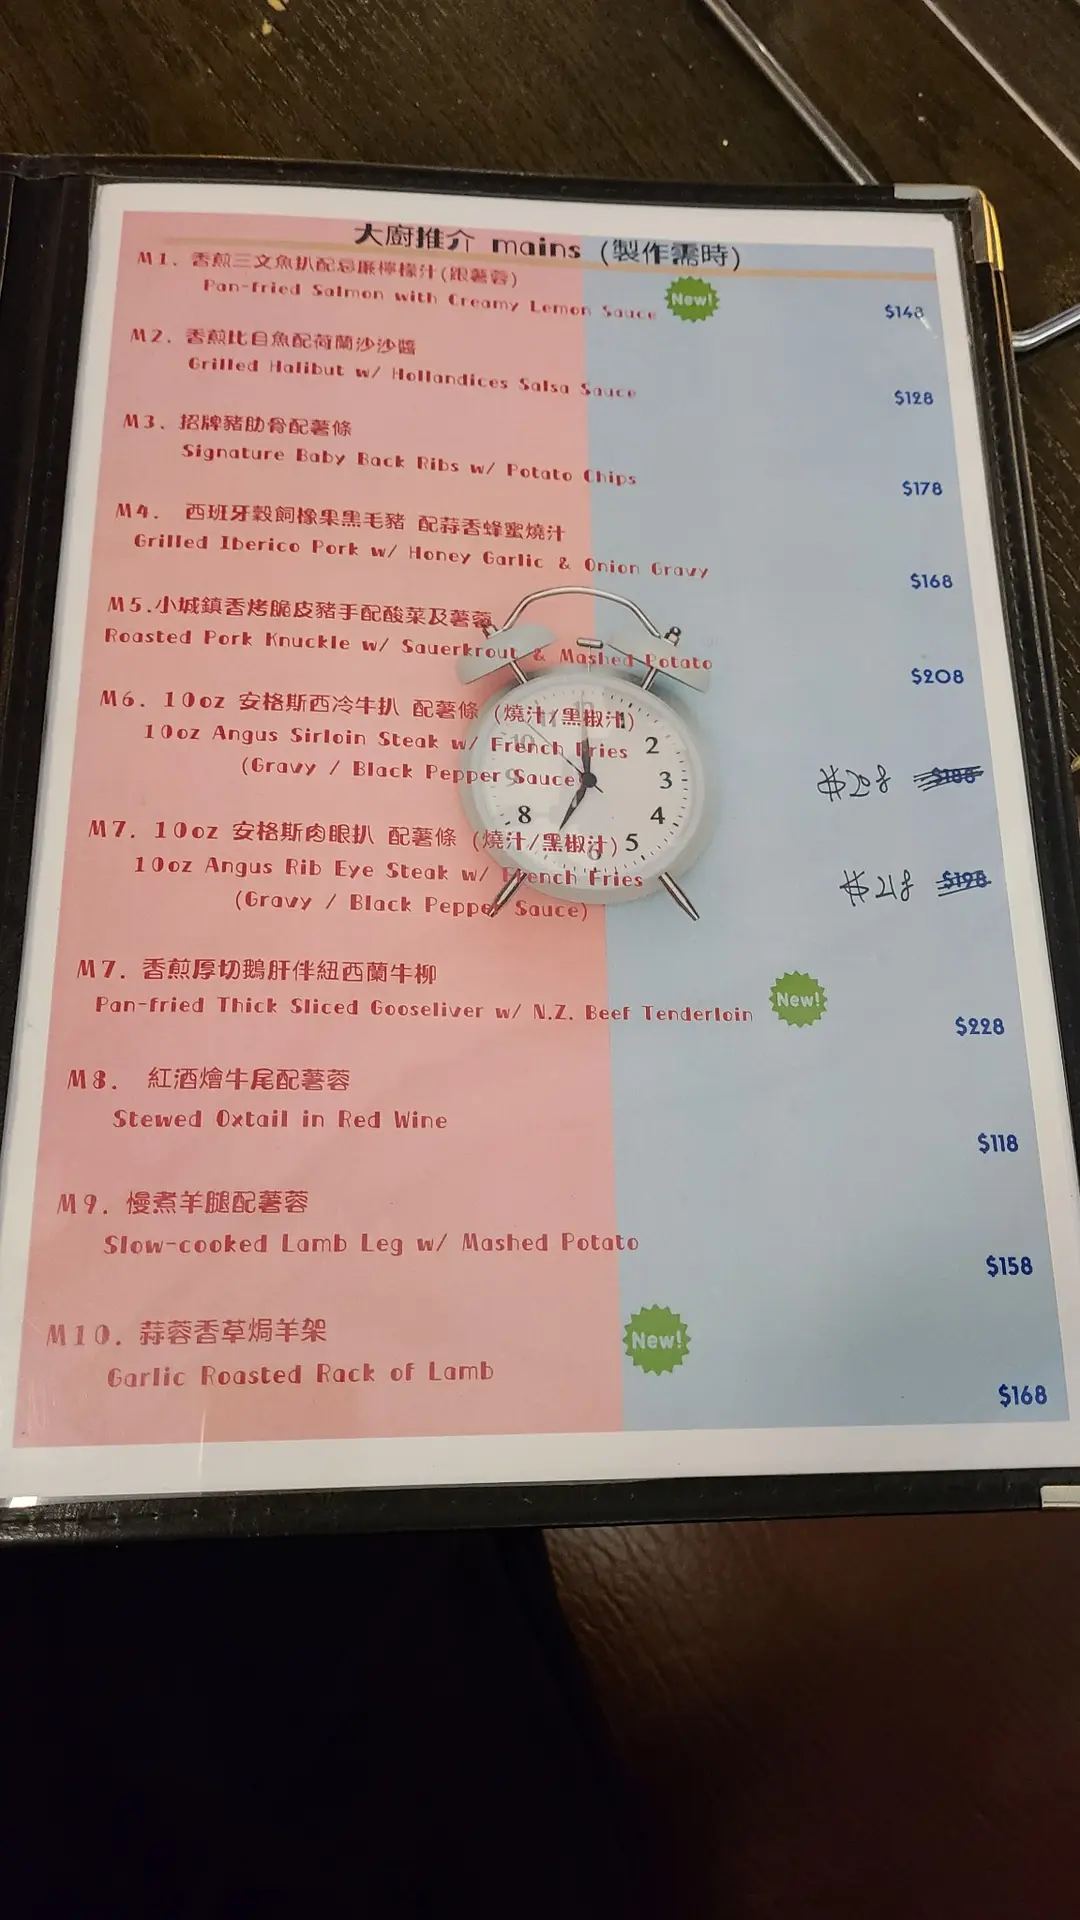 大廚推介 mains (製作需時)
M1. 香煎三文魚扒配忌廉檸檬汁(跟薯蓉)
Pan-fried Salmon with Creamy Lemon Sauce New!
$148
M2. 香煎比目魚配荷蘭沙沙醬
Grilled Halibut w/ Hollandices Salsa Sauce
$128
M3. 招牌豬肋骨配薯條
Signature Baby Back Ribs w/ Potato Chips
$178
M4. 西班牙穀飼橡果黑毛豬 配蒜香蜂蜜燒汁
Grilled Iberico Pork w/ Honey Garlic & Onion Gravy
$168
M5.小城鎮香烤脆皮豬手配酸菜及薯蓉
Roasted Pork Knuckle w/ Sauerkrout & Mashed Potato
$208
M6. 10oz 安格斯西冷牛扒 配薯條 (燒汁/黑椒汁)
10oz Angus Sirloin Steak w/ French Fries
(Gravy / Black Pepper Sauce)
$208 $188
M7. 10oz 安格斯肉眼扒 配薯條 (燒汁/黑椒汁)
10oz Angus Rib Eye Steak w/ French Fries
(Gravy / Black Pepper Sauce)
$218 $198
M7. 香煎厚切鵝肝伴紐西蘭牛柳
Pan-fried Thick Sliced Gooseliver w/ N.Z. Beef Tenderloin New!
$228
M8. 紅酒燴牛尾配薯蓉
Stewed Oxtail in Red Wine
$118
M9. 慢煮羊腿配薯蓉
Slow-cooked Lamb Leg w/ Mashed Potato
$158
M10. 蒜蓉香草焗羊架
Garlic Roasted Rack of Lamb New!
$168
2
3
4
5
6
8